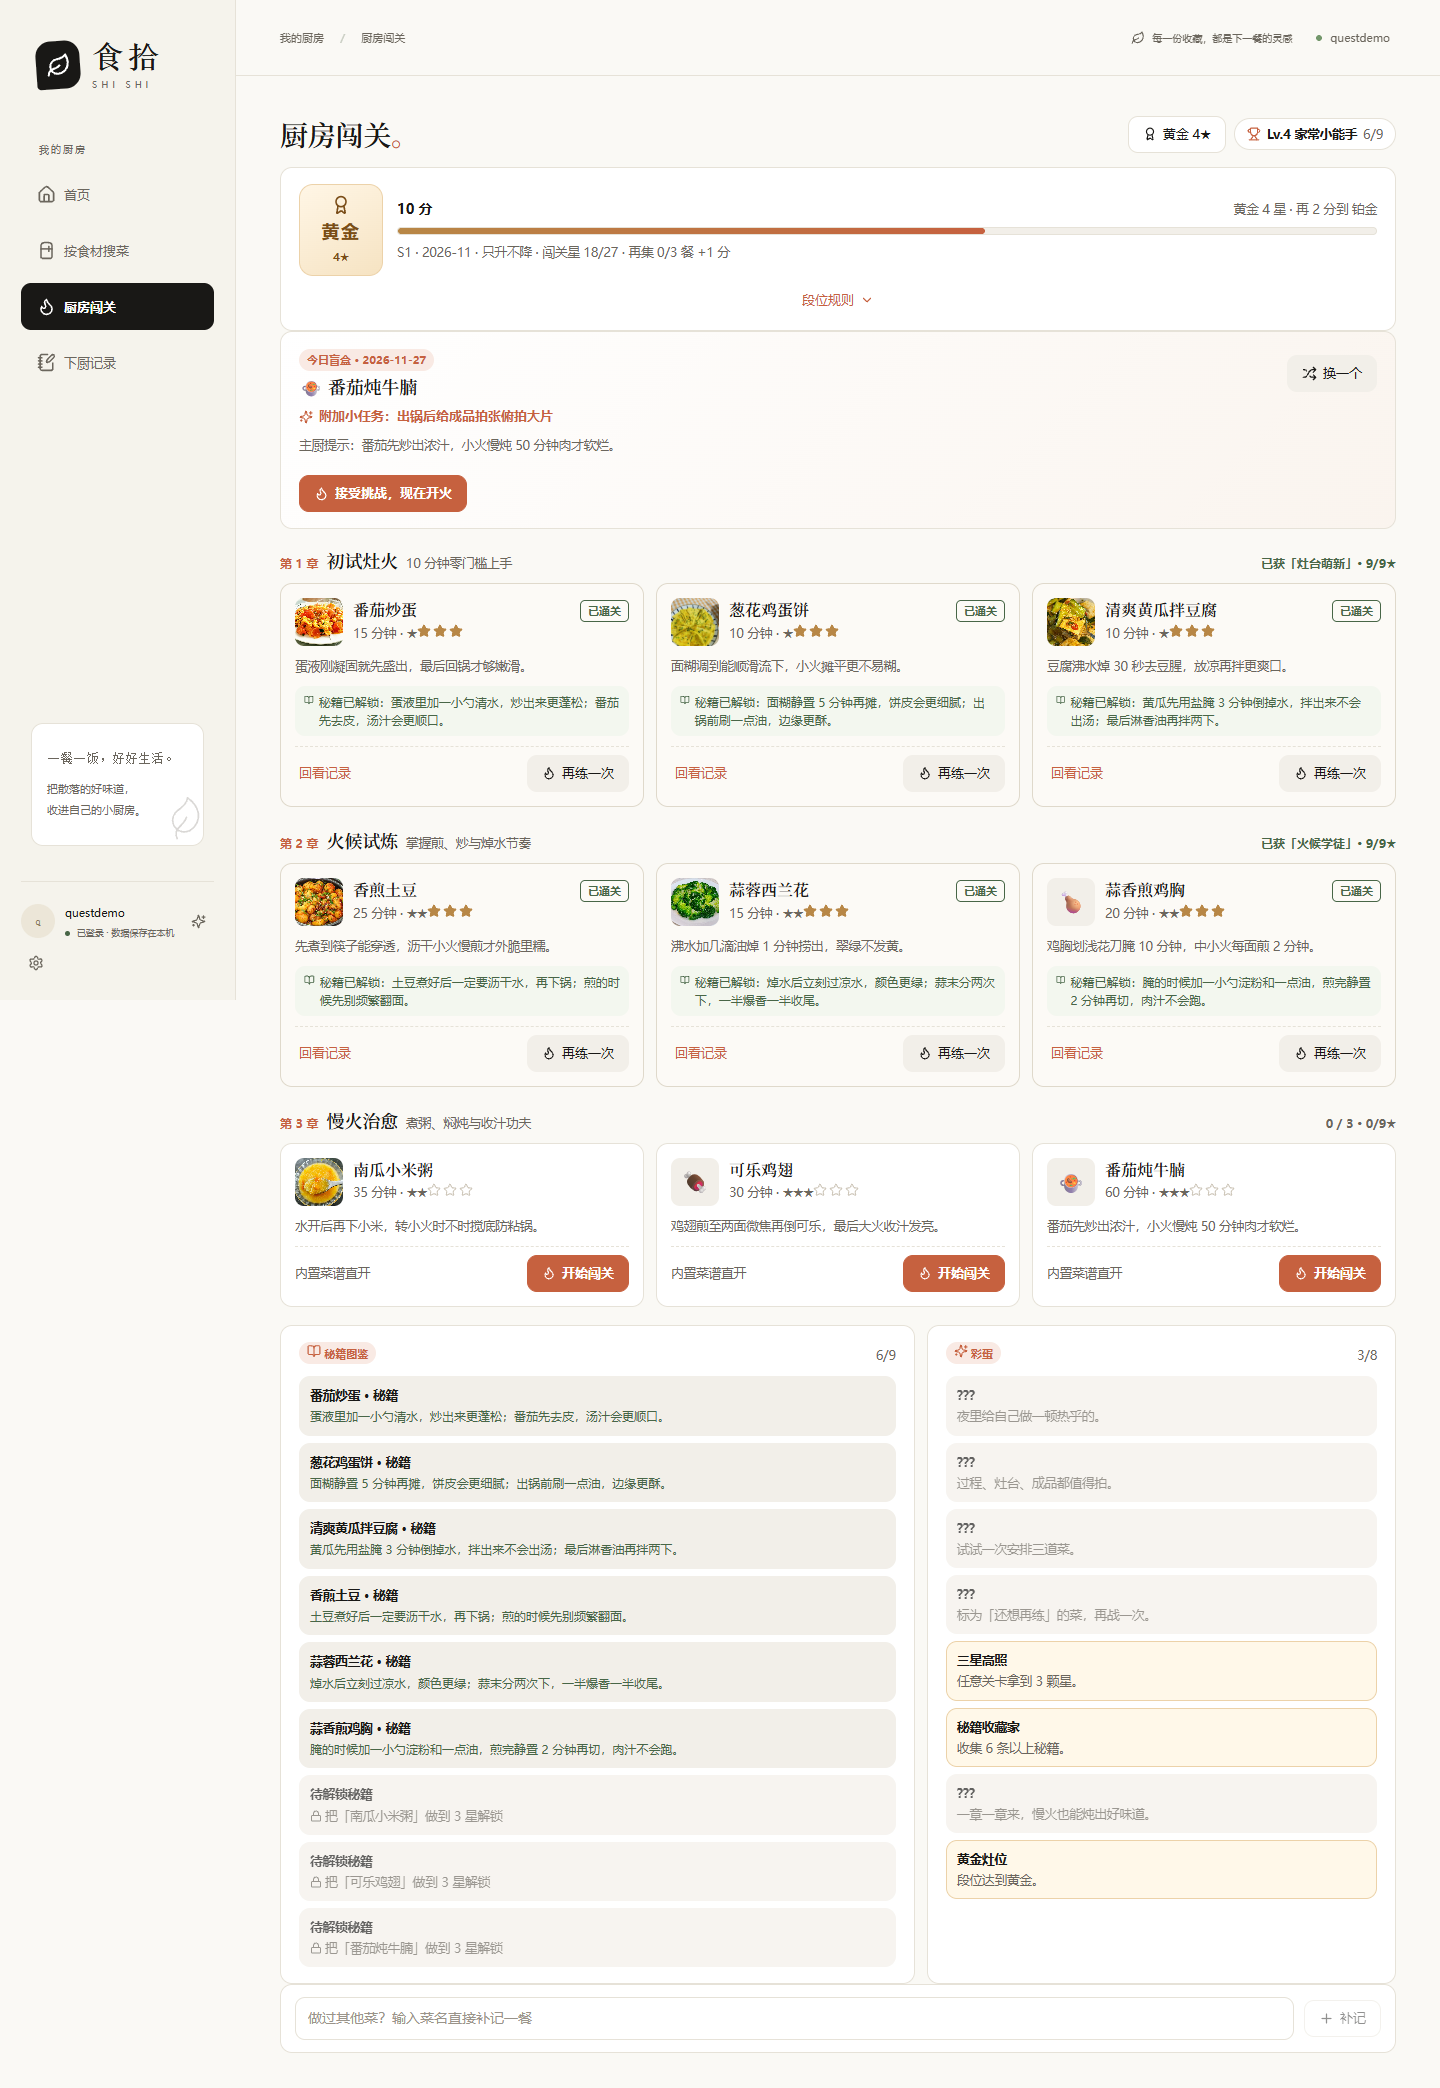 食拾
SHI SHI
我的厨房
首页
按食材搜菜
厨房闯关
下厨记录
一餐一饭，好好生活。
把散落的好味道，
收进自己的小厨房。
Q
questdemo
已登录 · 数据保存在本机
我的厨房 / 厨房闯关
每一份收藏，都是下一餐的灵感
questdemo
厨房闯关。
黄金 4★
Lv.4 家常小能手 6/9
黄金
4★
10 分
黄金 4 星 · 再 2 分到 铂金
S1 · 2026-11 · 只升不降 · 闯关星 18/27 · 再集 0/3 餐 +1 分
段位规则
今日盲盒 • 2026-11-27
番茄炖牛腩
换一个
附加小任务：出锅后给成品拍张俯拍大片
主厨提示：番茄先炒出浓汁，小火慢炖 50 分钟肉才软烂。
接受挑战，现在开火
第 1 章 初试灶火 10 分钟零门槛上手
已获「灶台萌新」• 9/9★
番茄炒蛋
已通关
15 分钟 · ★★★★
蛋液刚凝固就先盛出，最后回锅才够嫩滑。
秘籍已解锁：蛋液里加一小勺清水，炒出来更蓬松；番茄
先去皮，汤汁会更顺口。
回看记录
再练一次
葱花鸡蛋饼
已通关
10 分钟 · ★★★★
面糊调到能顺滑流下，小火摊平更不易糊。
秘籍已解锁：面糊静置 5 分钟再摊，饼皮会更细腻；出
锅前刷一点油，边缘更酥。
回看记录
再练一次
清爽黄瓜拌豆腐
已通关
10 分钟 · ★★★★
豆腐沸水焯 30 秒去豆腥，放凉再拌更爽口。
秘籍已解锁：黄瓜先用盐腌 3 分钟倒掉水，拌出来不会
出汤；最后淋香油再拌两下。
回看记录
再练一次
第 2 章 火候试炼 掌握煎、炒与焯水节奏
已获「火候学徒」• 9/9★
香煎土豆
已通关
25 分钟 · ★★★★★
先煮到筷子能穿透，沥干小火慢煎才外脆里糯。
秘籍已解锁：土豆煮好后一定要沥干水，再下锅；煎的时
候先别频繁翻面。
回看记录
再练一次
蒜蓉西兰花
已通关
15 分钟 · ★★★★★
沸水加几滴油焯 1 分钟捞出，翠绿不发黄。
秘籍已解锁：焯水后立刻过凉水，颜色更绿；蒜末分两次
下，一半爆香一半收尾。
回看记录
再练一次
蒜香煎鸡胸
已通关
20 分钟 · ★★★★★
鸡胸划浅花刀腌 10 分钟，中小火每面煎 2 分钟。
秘籍已解锁：腌的时候加一小勺淀粉和一点油，煎完静置
2 分钟再切，肉汁不会跑。
回看记录
再练一次
第 3 章 慢火治愈 煮粥、焖炖与收汁功夫
0 / 3 • 0/9★
南瓜小米粥
35 分钟 · ★★☆☆☆
水开后再下小米，转小火时不时搅底防粘锅。
内置菜谱直开
开始闯关
可乐鸡翅
30 分钟 · ★★★☆☆☆
鸡翅煎至两面微焦再倒可乐，最后大火收汁发亮。
内置菜谱直开
开始闯关
番茄炖牛腩
60 分钟 · ★★★☆☆☆
番茄先炒出浓汁，小火慢炖 50 分钟肉才软烂。
内置菜谱直开
开始闯关
秘籍图鉴
6/9
番茄炒蛋 • 秘籍
蛋液里加一小勺清水，炒出来更蓬松；番茄先去皮，汤汁会更顺口。
葱花鸡蛋饼 • 秘籍
面糊静置 5 分钟再摊，饼皮会更细腻；出锅前刷一点油，边缘更酥。
清爽黄瓜拌豆腐 • 秘籍
黄瓜先用盐腌 3 分钟倒掉水，拌出来不会出汤；最后淋香油再拌两下。
香煎土豆 • 秘籍
土豆煮好后一定要沥干水，再下锅；煎的时候先别频繁翻面。
蒜蓉西兰花 • 秘籍
焯水后立刻过凉水，颜色更绿；蒜末分两次下，一半爆香一半收尾。
蒜香煎鸡胸 • 秘籍
腌的时候加一小勺淀粉和一点油，煎完静置 2 分钟再切，肉汁不会跑。
待解锁秘籍
把「南瓜小米粥」做到 3 星解锁
待解锁秘籍
把「可乐鸡翅」做到 3 星解锁
待解锁秘籍
把「番茄炖牛腩」做到 3 星解锁
彩蛋
3/8
???
夜里给自己做一顿热乎的。
???
过程、灶台、成品都值得拍。
???
试试一次安排三道菜。
???
标为「还想再练」的菜，再战一次。
三星高照
任意关卡拿到 3 颗星。
秘籍收藏家
收集 6 条以上秘籍。
???
一章一章来，慢火也能炖出好味道。
黄金灶位
段位达到黄金。
做过其他菜？输入菜名直接补记一餐
补记